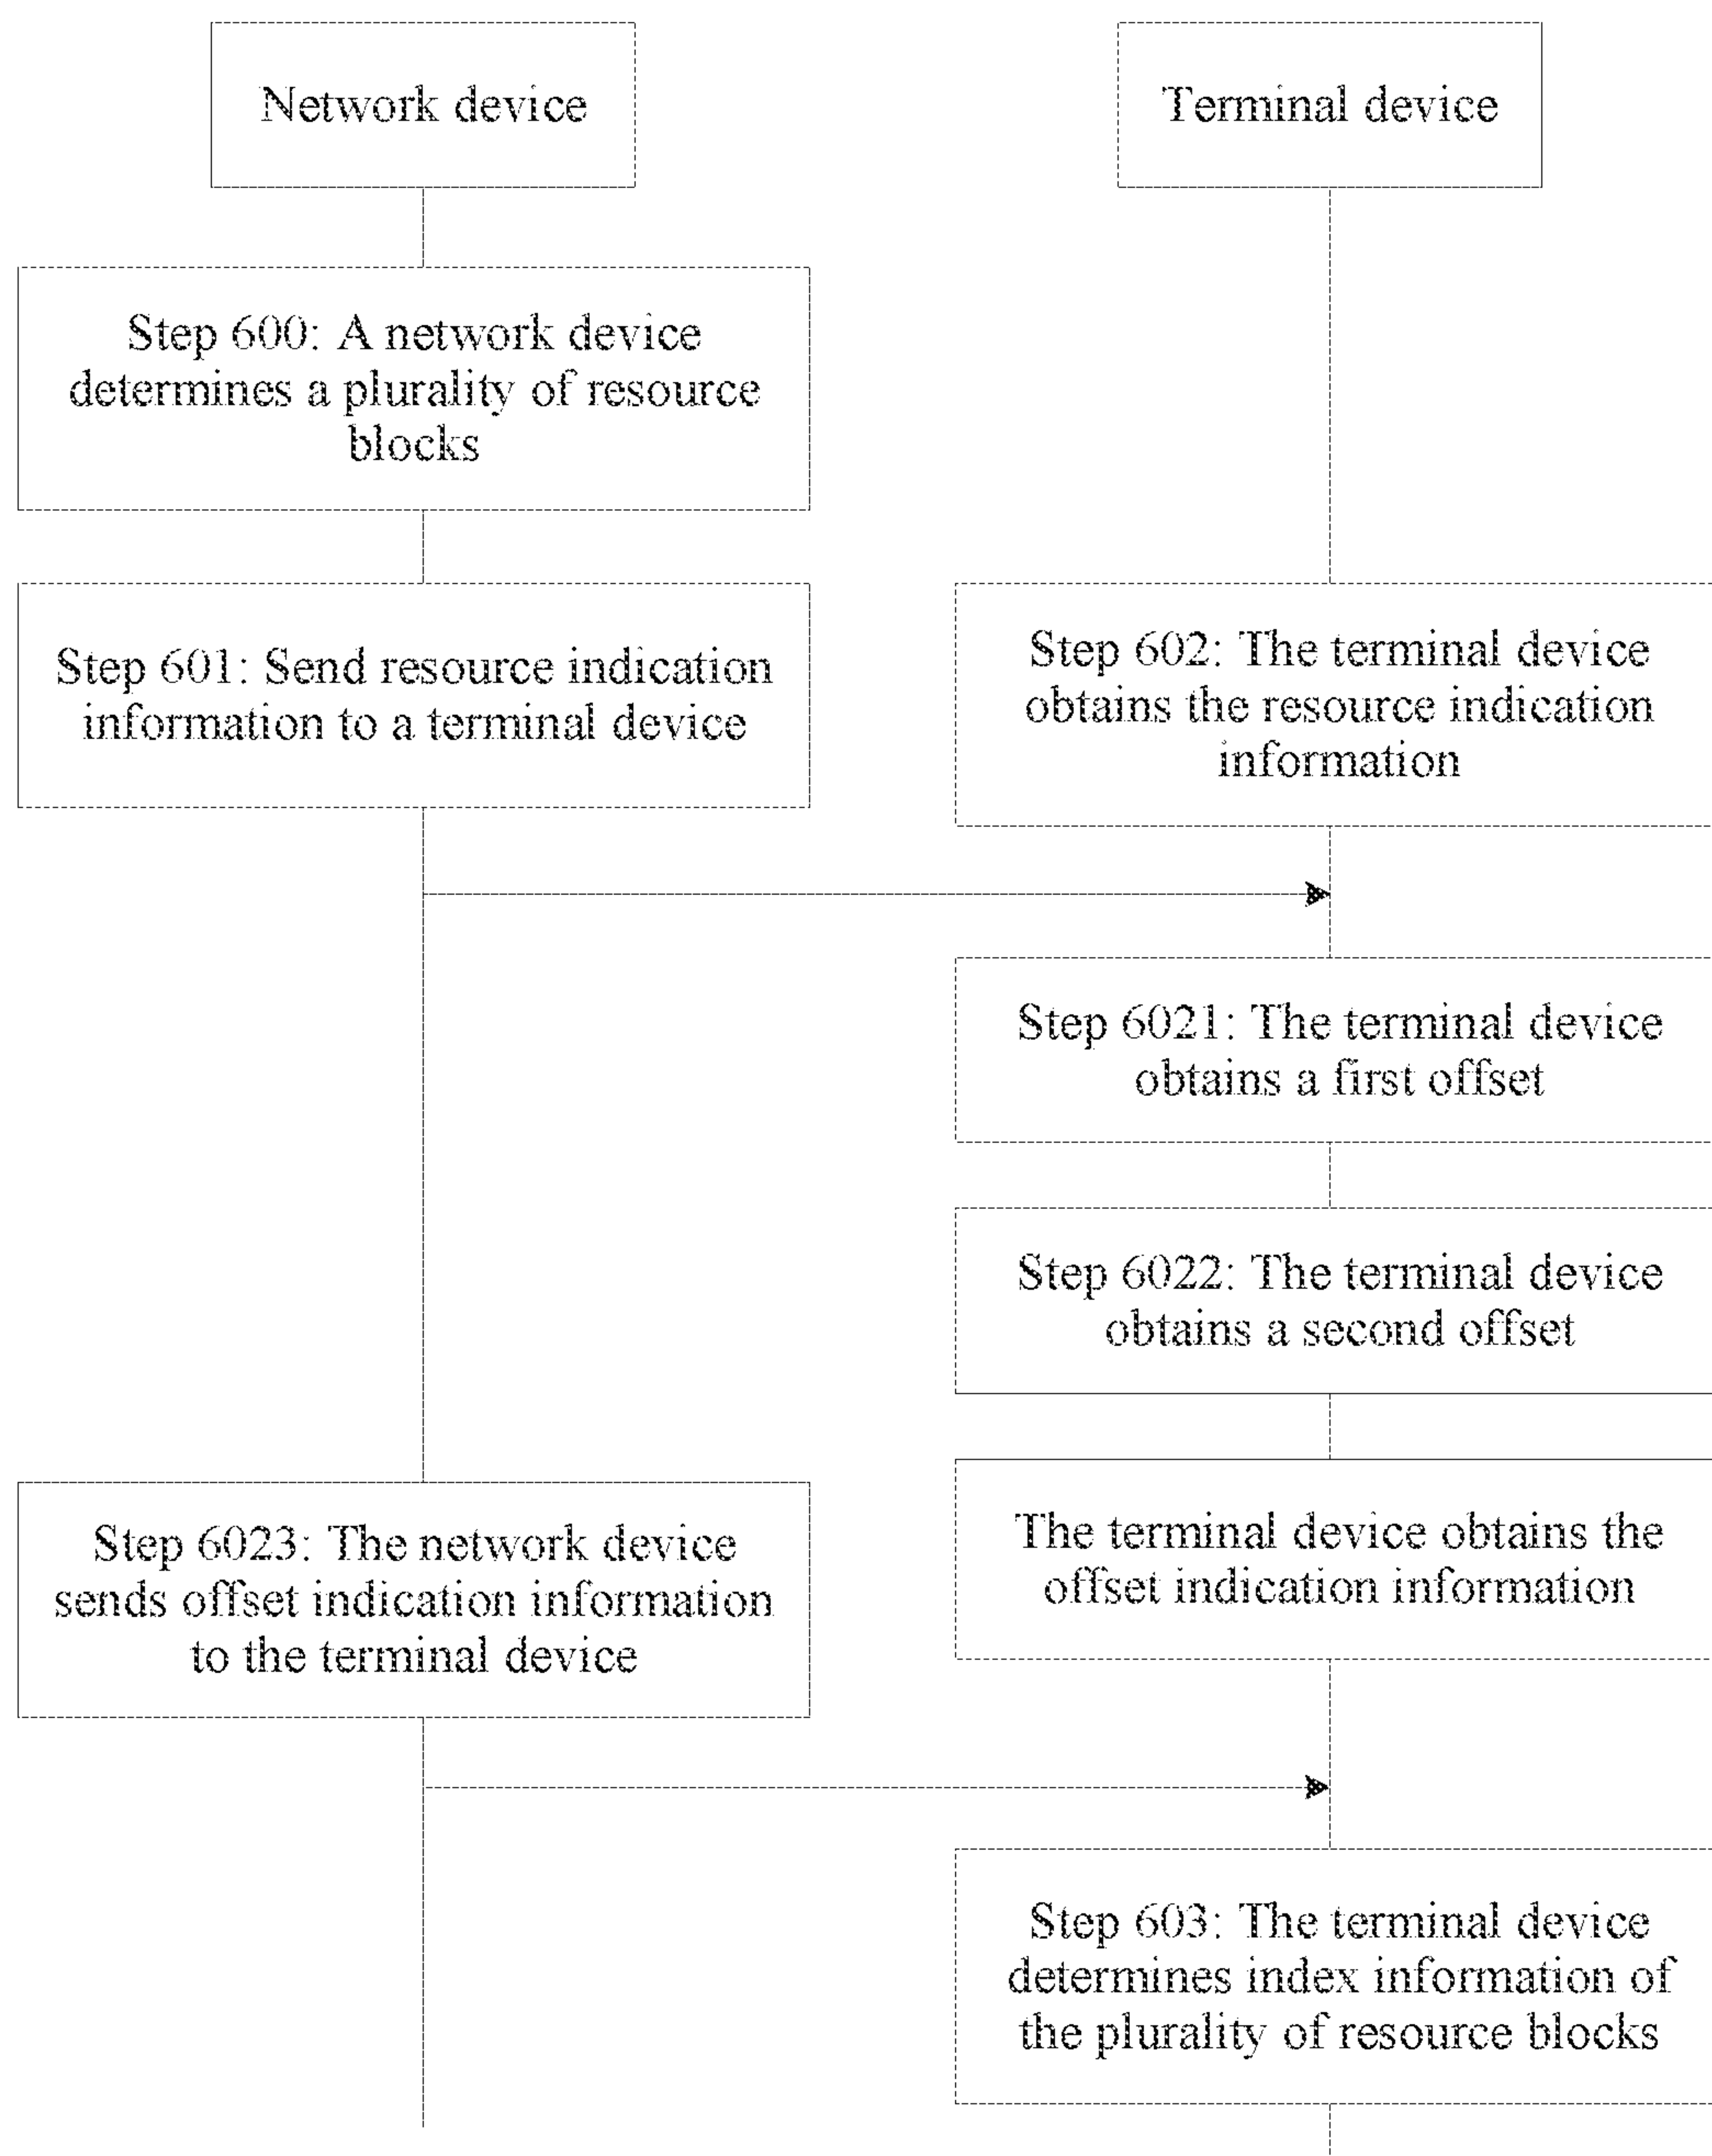 Network device
Terminal device
Step 600: A network device
determines a plurality of resource
blocks
Step 601: Send resource indication
information to a terminal device
Step 602: The terminal device
obtains the resource indication
information
Step 6021: The terminal device
obtains a first offset
Step 6022: The terminal device
obtains a second offset
Step 6023: The network device
sends offset indication information
to the terminal device
The terminal device obtains the
offset indication information
Step 603: The terminal device
determines index information of
the plurality of resource blocks